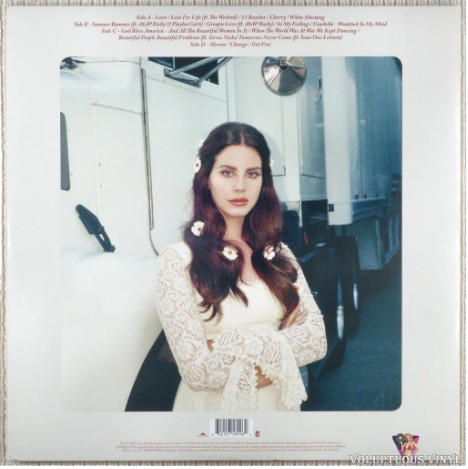 Side A - Love / Lust For Life (ft. The Weeknd) / 13 Beaches / Cherry / White Mustang
Side B - Summer Bummer (ft. A$AP Rocky & Playboi Carti) / Groupie Love (ft. A$AP Rocky) / In My Feelings / Coachella - Woodstock In My Mind
Side C - God Bless America - And All The Beautiful Women In It / When The World Was At War We Kept Dancing /
Beautiful People Beautiful Problems (ft. Stevie Nicks) / Tomorrow Never Came (ft. Sean Ono Lennon)
Side D - Heroin / Change / Get Free
VOLUPTUOUS VINYL